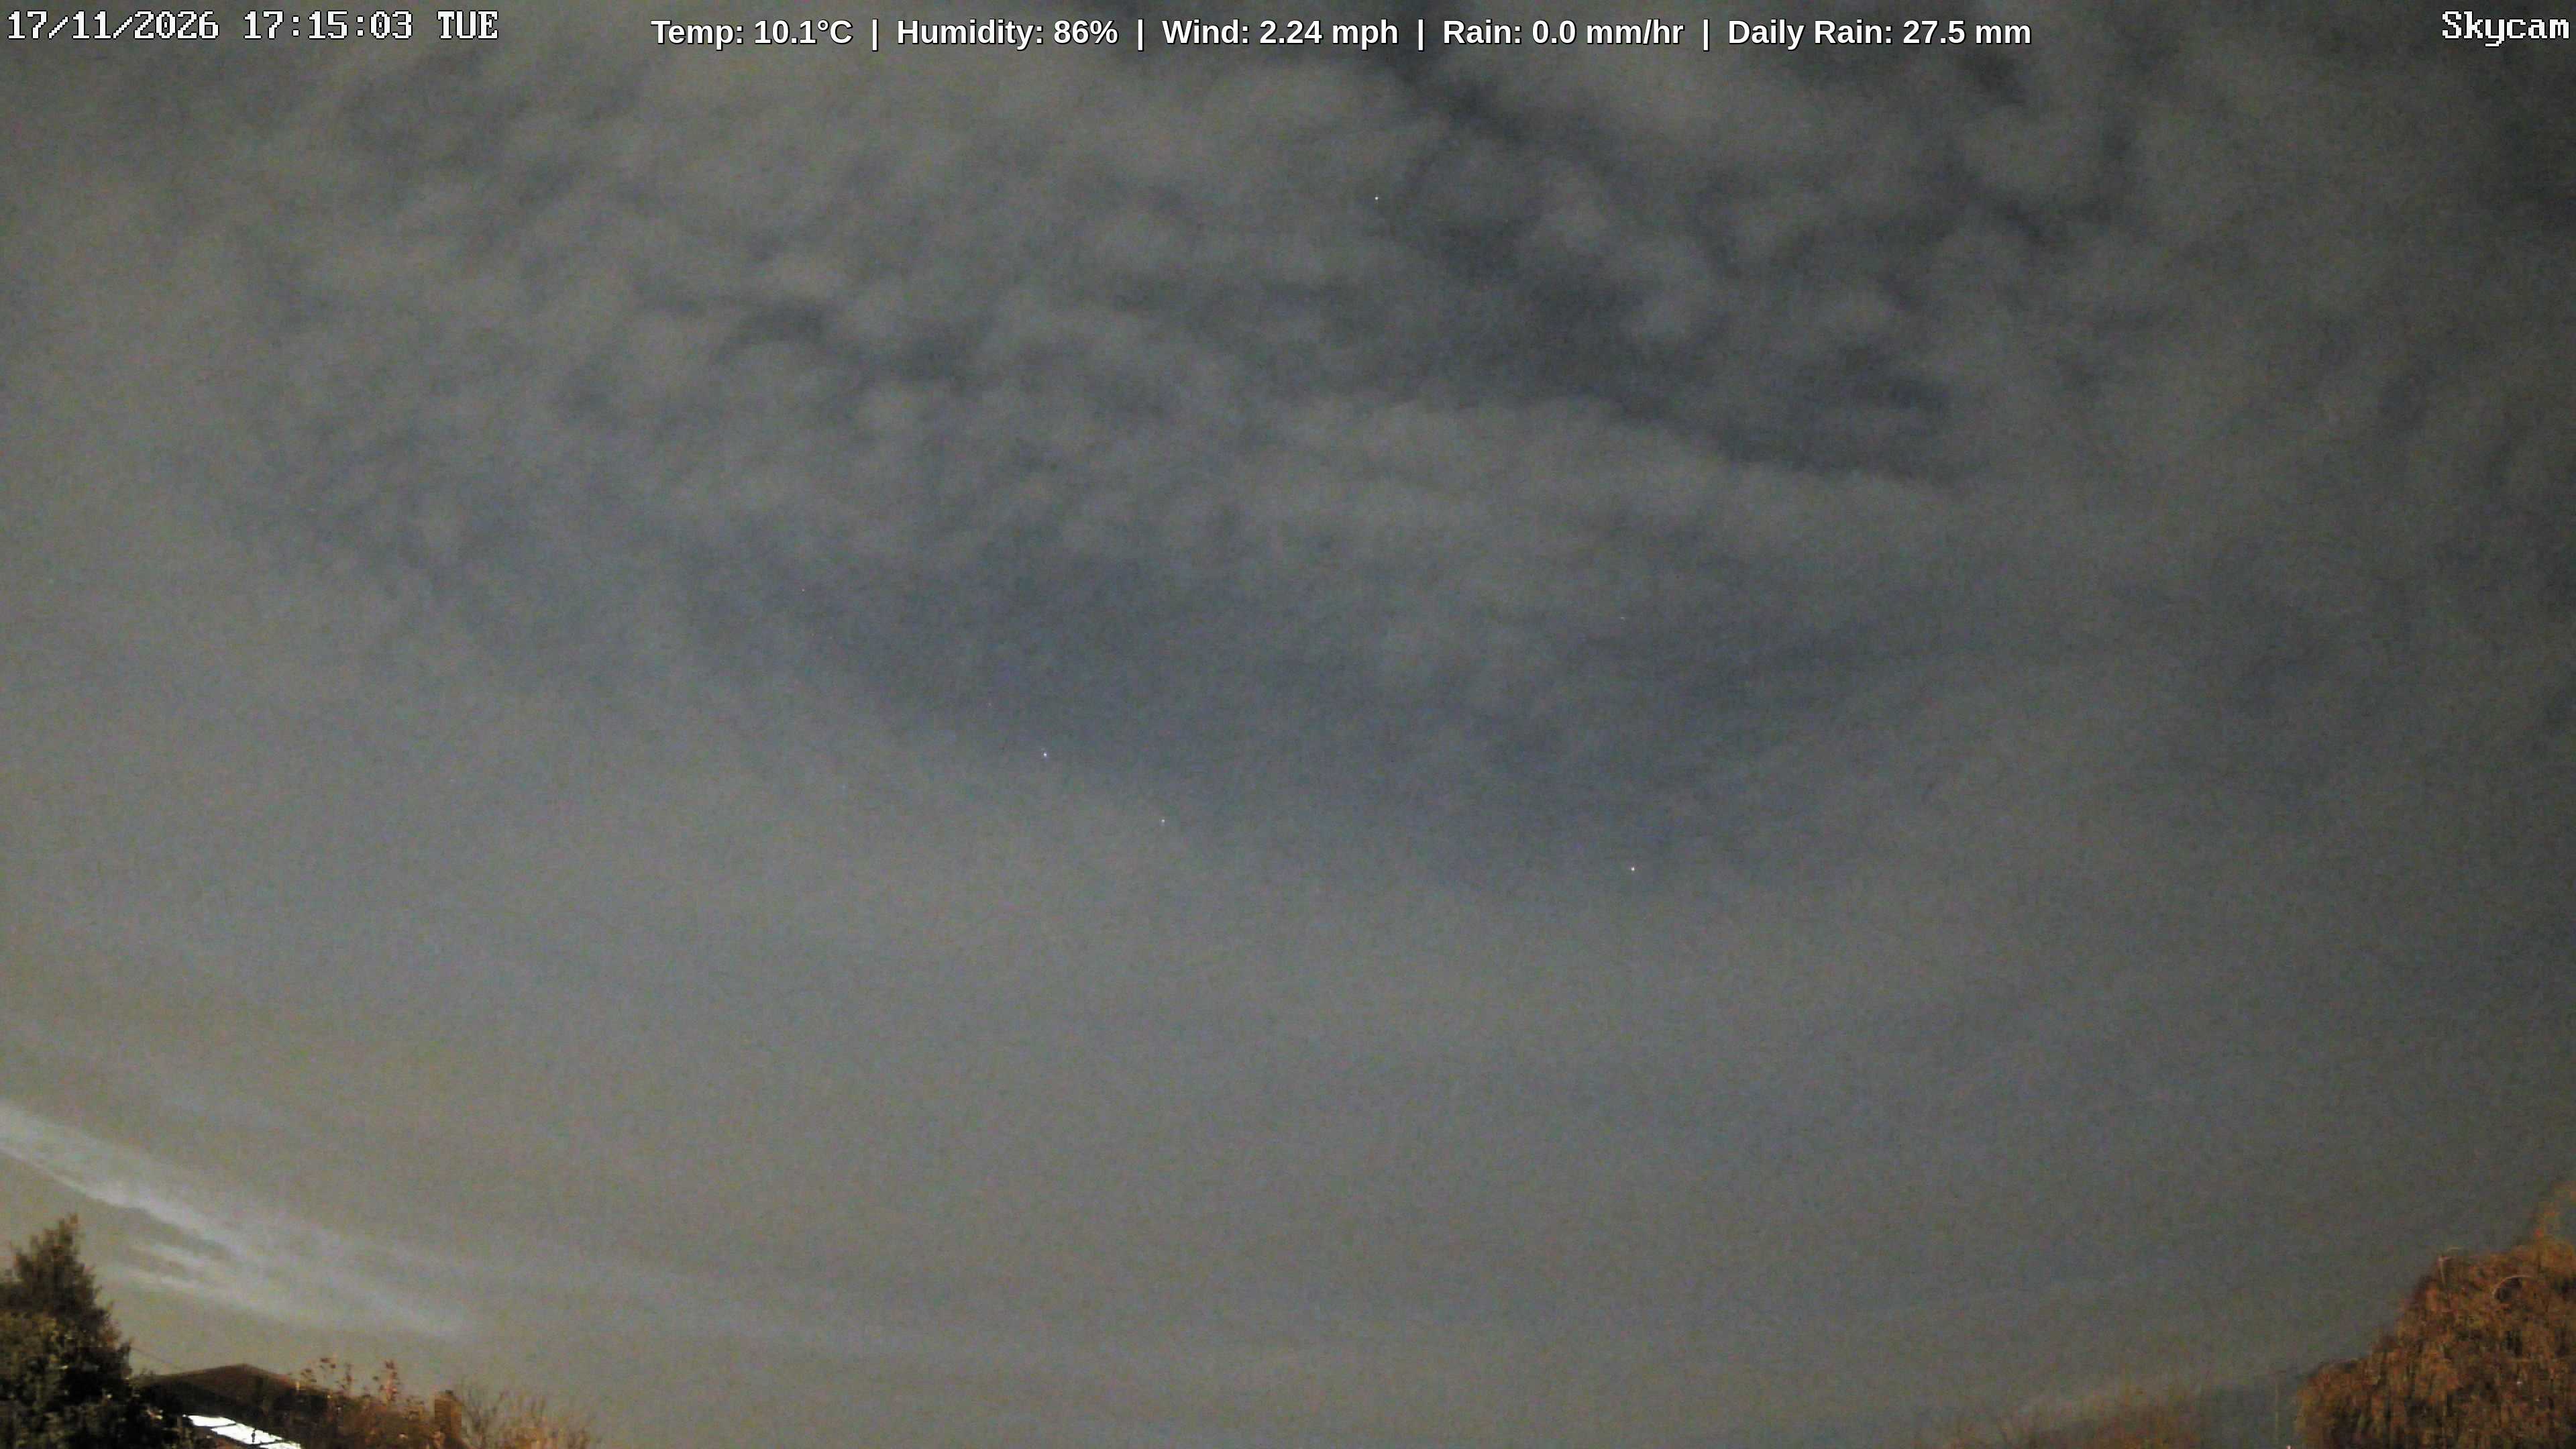 17/11/2026 17:15:03 TUE
Temp: 10.1°C | Humidity: 86% | Wind: 2.24 mph | Rain: 0.0 mm/hr | Daily Rain: 27.5 mm
Skycam